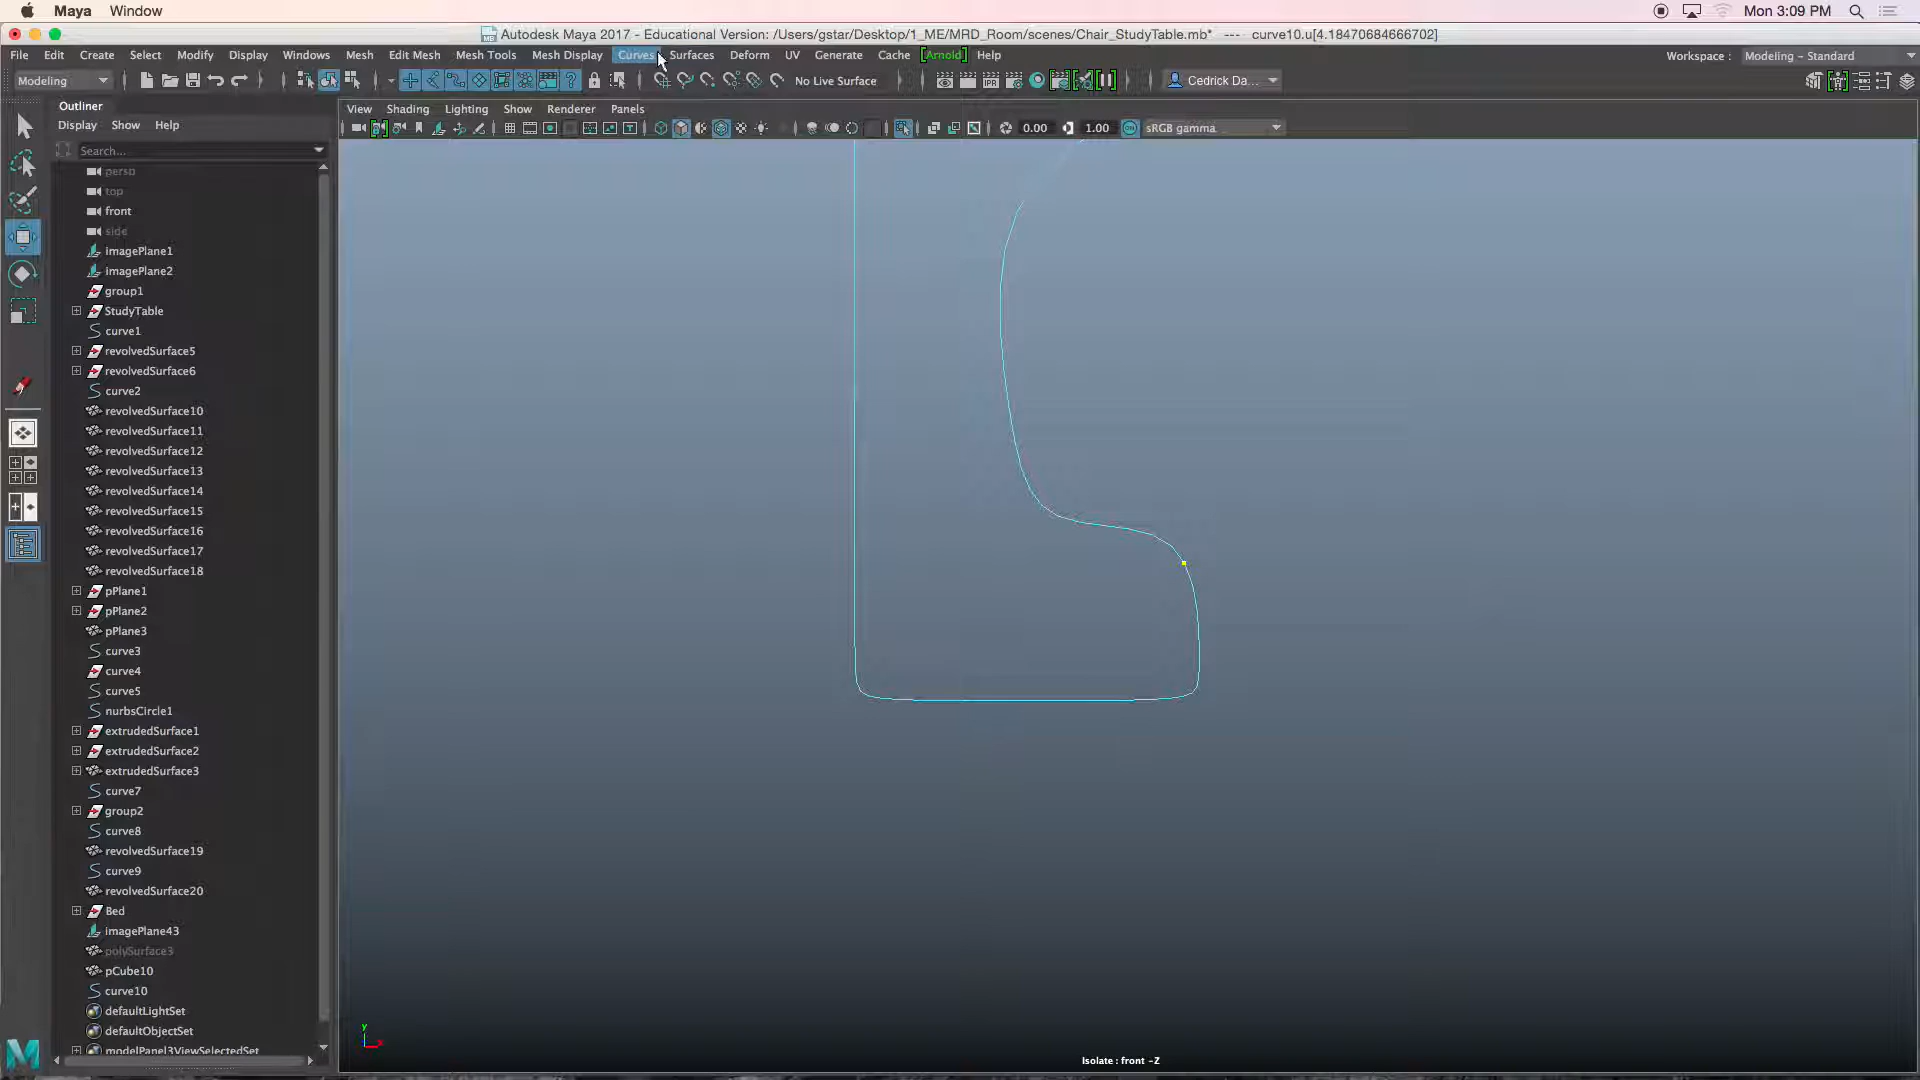 Maya Window Mon 3:09 PM
Autodesk Maya 2017 - Educational Version: /Users/gstar/Desktop/1_ME/MRD_Room/scenes/Chair_StudyTable.mb* --- curve10.u[4.18470684666702]
File Edit Create Select Modify Display Windows Mesh Edit Mesh Mesh Tools Mesh Display Curves Surfaces Deform UV Generate Cache [Arnold] Help Workspace : Modeling - Standard
Modeling No Live Surface Cedrick Da...
Outliner
View Shading Lighting Show Renderer Panels
Display Show Help
0.00 1.00 sRGB gamma
Search...
persp
top
front
side
imagePlane1
imagePlane2
group1
StudyTable
curve1
revolvedSurface5
revolvedSurface6
curve2
revolvedSurface10
revolvedSurface11
revolvedSurface12
revolvedSurface13
revolvedSurface14
revolvedSurface15
revolvedSurface16
revolvedSurface17
revolvedSurface18
pPlane1
pPlane2
pPlane3
curve3
curve4
curve5
nurbsCircle1
extrudedSurface1
extrudedSurface2
extrudedSurface3
curve7
group2
curve8
revolvedSurface19
curve9
revolvedSurface20
Bed
imagePlane43
polySurface3
pCube10
curve10
defaultLightSet
defaultObjectSet
modelPanel3ViewSelectedSet
y
x
Isolate : front -Z